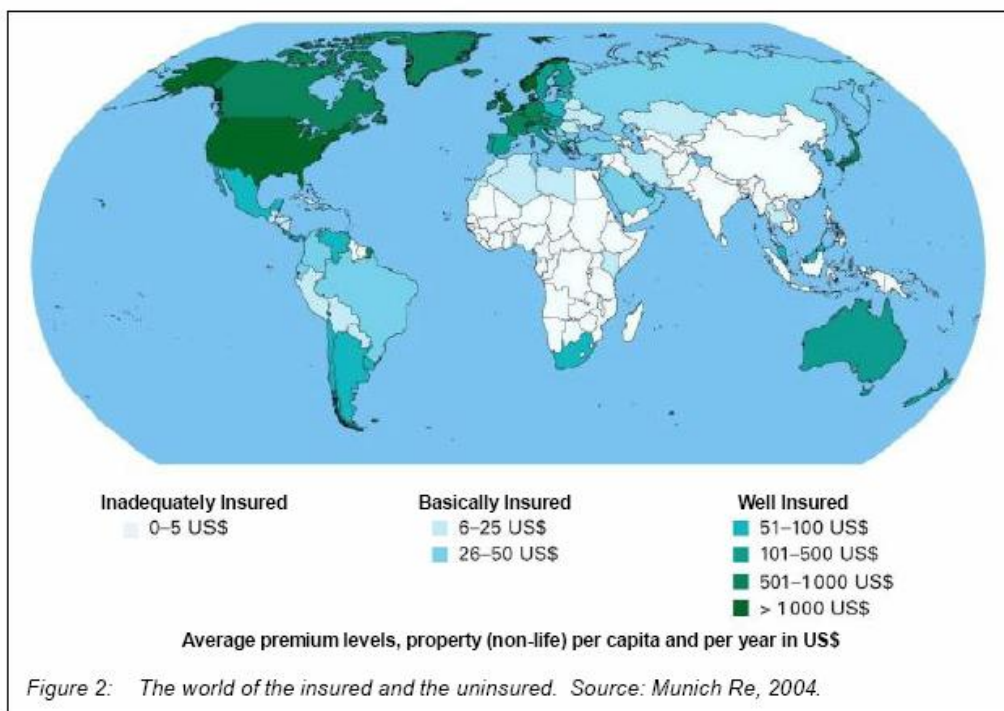 Inadequately Insured
0–5 US$
Basically Insured
6–25 US$
26–50 US$
Well Insured
51–100 US$
101–500 US$
501–1000 US$
> 1000 US$
Average premium levels, property (non-life) per capita and per year in US$
Figure 2: The world of the insured and the uninsured. Source: Munich Re, 2004.